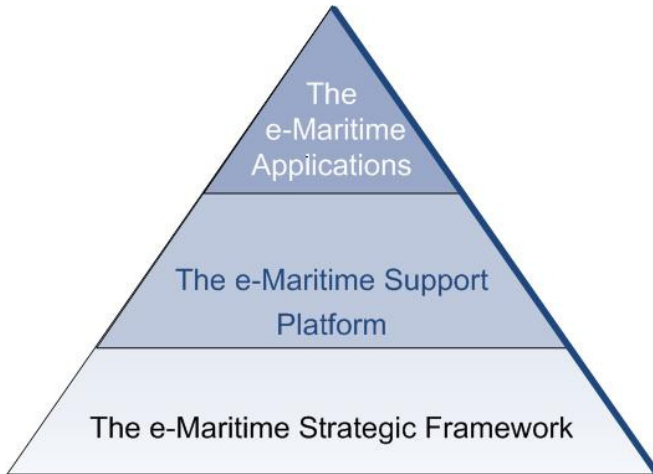 The
e-Maritime
Applications
The e-Maritime Support
Platform
The e-Maritime Strategic Framework